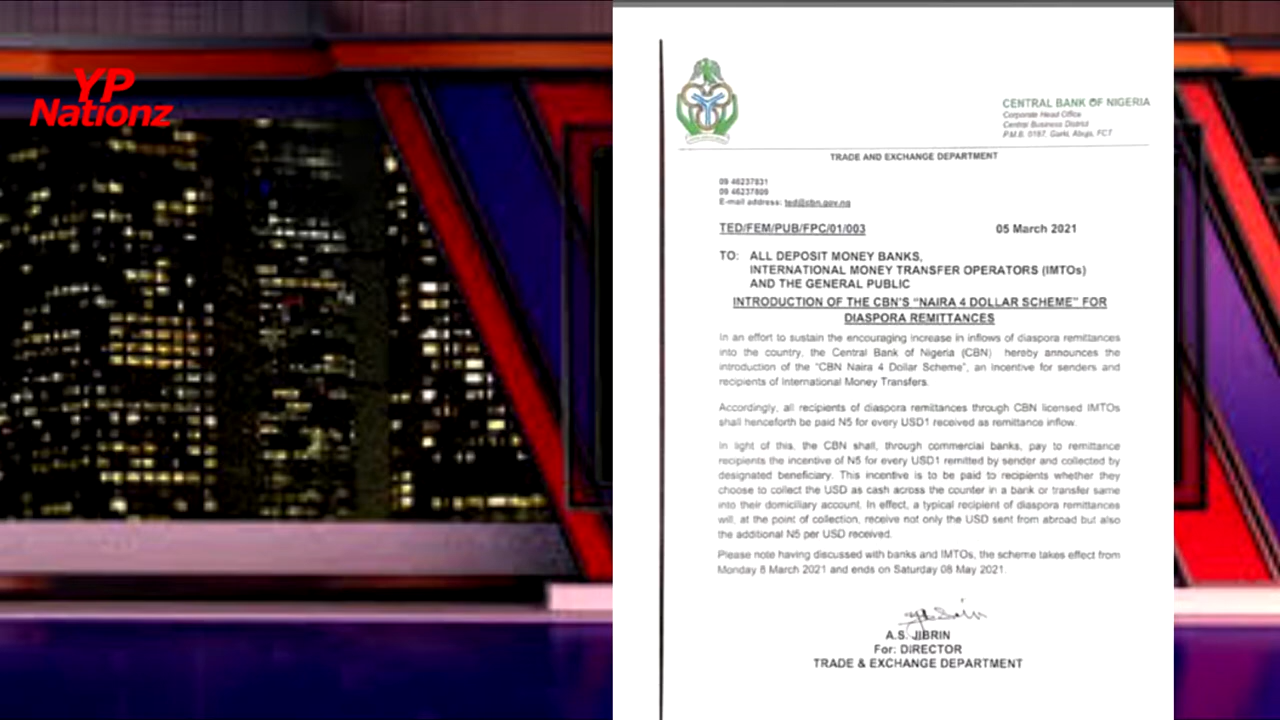 YP
Nationz
CENTRAL BANK OF NIGERIA
Corporate Head Office
Central Business District
P.M.B. 0187, Garki, Abuja, FCT
TRADE AND EXCHANGE DEPARTMENT
09 46237831
09 46237809
E-mail address: ted@cbn.gov.ng
TED/FEM/PUB/FPC/01/003 05 March 2021
TO: ALL DEPOSIT MONEY BANKS,
INTERNATIONAL MONEY TRANSFER OPERATORS (IMTOs)
AND THE GENERAL PUBLIC
INTRODUCTION OF THE CBN'S "NAIRA 4 DOLLAR SCHEME" FOR
DIASPORA REMITTANCES
In an effort to sustain the encouraging increase in inflows of diaspora remittances
into the country, the Central Bank of Nigeria (CBN) hereby announces the
introduction of the "CBN Naira 4 Dollar Scheme", an incentive for senders and
recipients of International Money Transfers.
Accordingly, all recipients of diaspora remittances through CBN licensed IMTOs
shall henceforth be paid N5 for every USD1 received as remittance inflow.
In light of this, the CBN shall, through commercial banks, pay to remittance
recipients the incentive of N5 for every USD1 remitted by sender and collected by
designated beneficiary. This incentive is to be paid to recipients whether they
choose to collect the USD as cash across the counter in a bank or transfer same
into their domiciliary account. In effect, a typical recipient of diaspora remittances
will, at the point of collection, receive not only the USD sent from abroad but also
the additional N5 per USD received.
Please note having discussed with banks and IMTOs, the scheme takes effect from
Monday 8 March 2021 and ends on Saturday 08 May 2021.
A.S. JIBRIN
For: DIRECTOR
TRADE & EXCHANGE DEPARTMENT